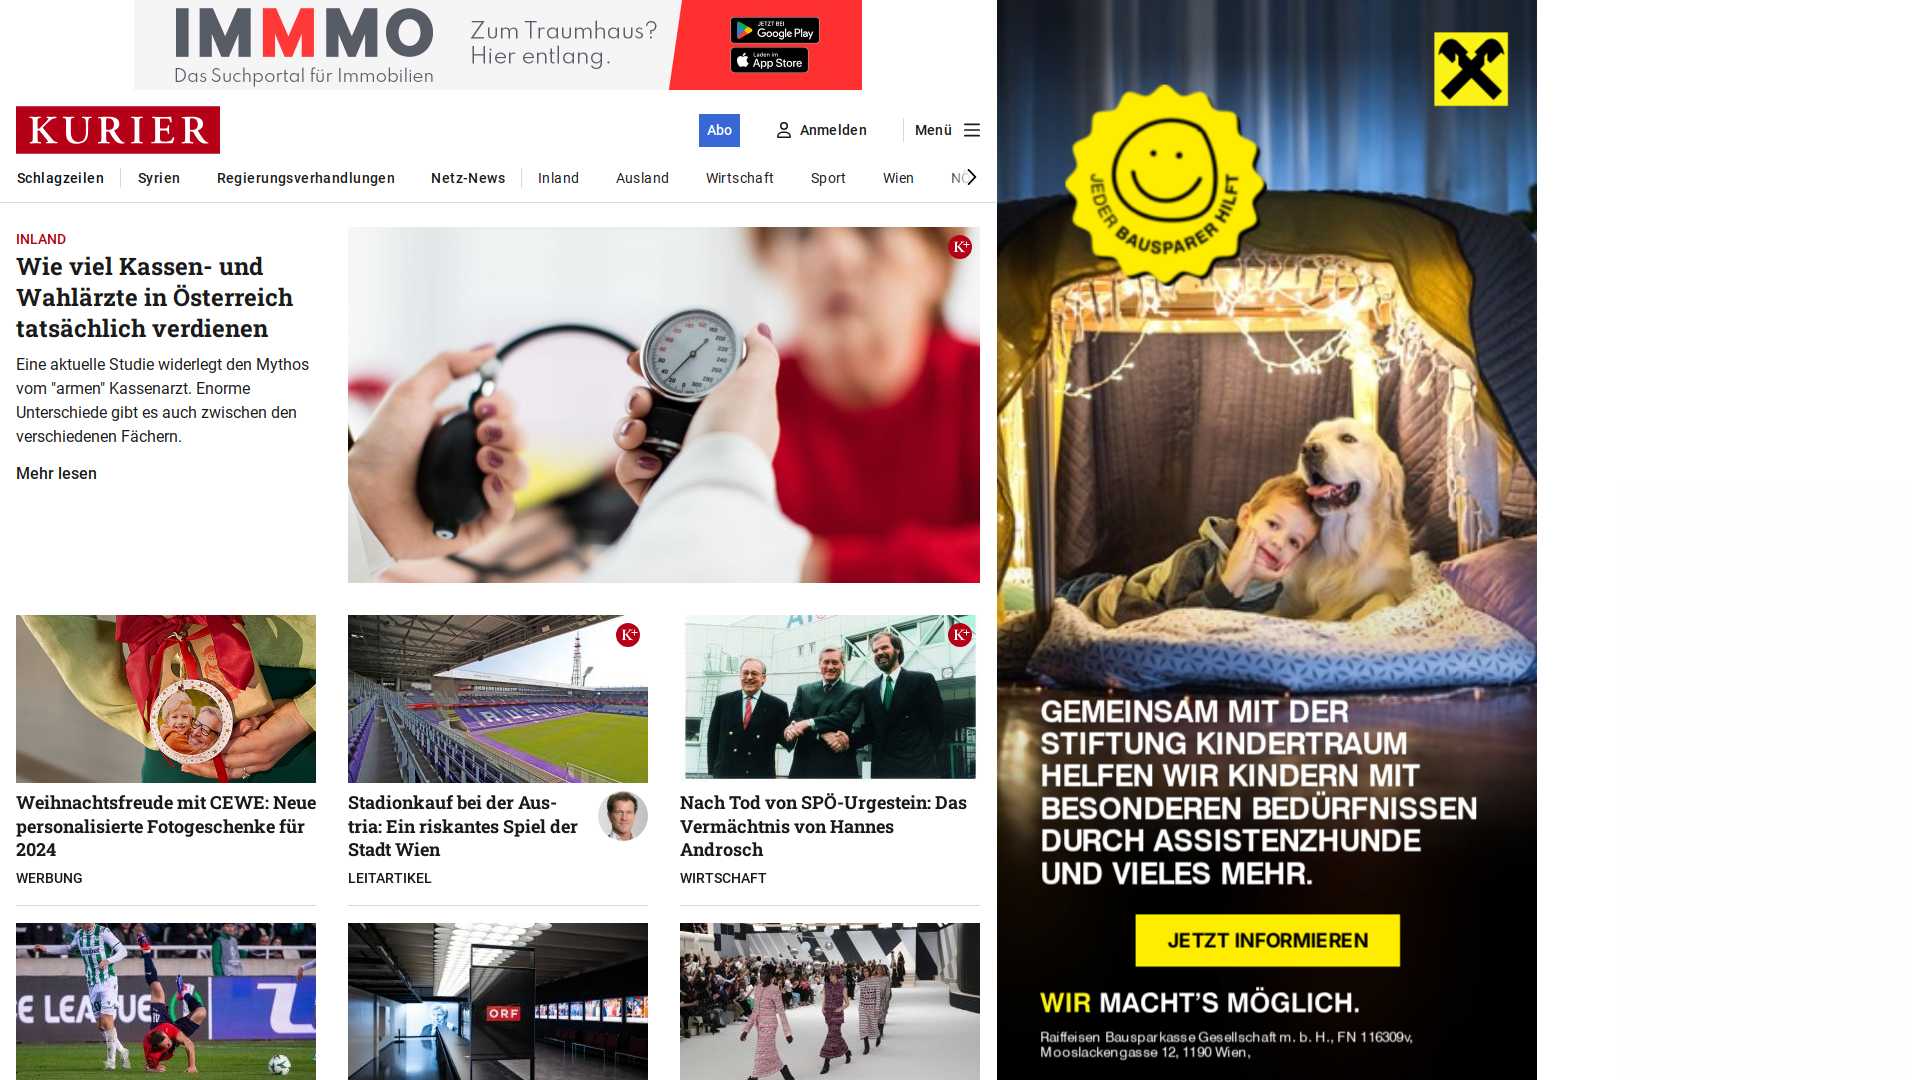 IMMMO
Das Suchportal für Immobilien
Zum Traumhaus?
Hier entlang.
JETZT BEI
Google Play
Laden im
App Store
KURIER
Abo
Anmelden
Menü
Schlagzeilen
Syrien
Regierungsverhandlungen
Netz-News
Inland
Ausland
Wirtschaft
Sport
Wien
NÖ
INLAND
Wie viel Kassen- und
Wahlärzte in Österreich
tatsächlich verdienen
Eine aktuelle Studie widerlegt den Mythos
vom "armen" Kassenarzt. Enorme
Unterschiede gibt es auch zwischen den
verschiedenen Fächern.
Mehr lesen
K+
K+
K+
Weihnachtsfreude mit CEWE: Neue
personalisierte Fotogeschenke für
2024
WERBUNG
Stadionkauf bei der Aus-
tria: Ein riskantes Spiel der
Stadt Wien
LEITARTIKEL
Nach Tod von SPÖ-Urgestein: Das
Vermächtnis von Hannes
Androsch
WIRTSCHAFT
CE LEAGUE
ORF
JEDER BAUSPARER HILFT
GEMEINSAM MIT DER
STIFTUNG KINDERTRAUM
HELFEN WIR KINDERN MIT
BESONDEREN BEDÜRFNISSEN
DURCH ASSISTENZHUNDE
UND VIELES MEHR.
JETZT INFORMIEREN
WIR MACHT'S MÖGLICH.
Raiffeisen Bausparkasse Gesellschaft m. b. H., FN 116309v,
Mooslackengasse 12, 1190 Wien,